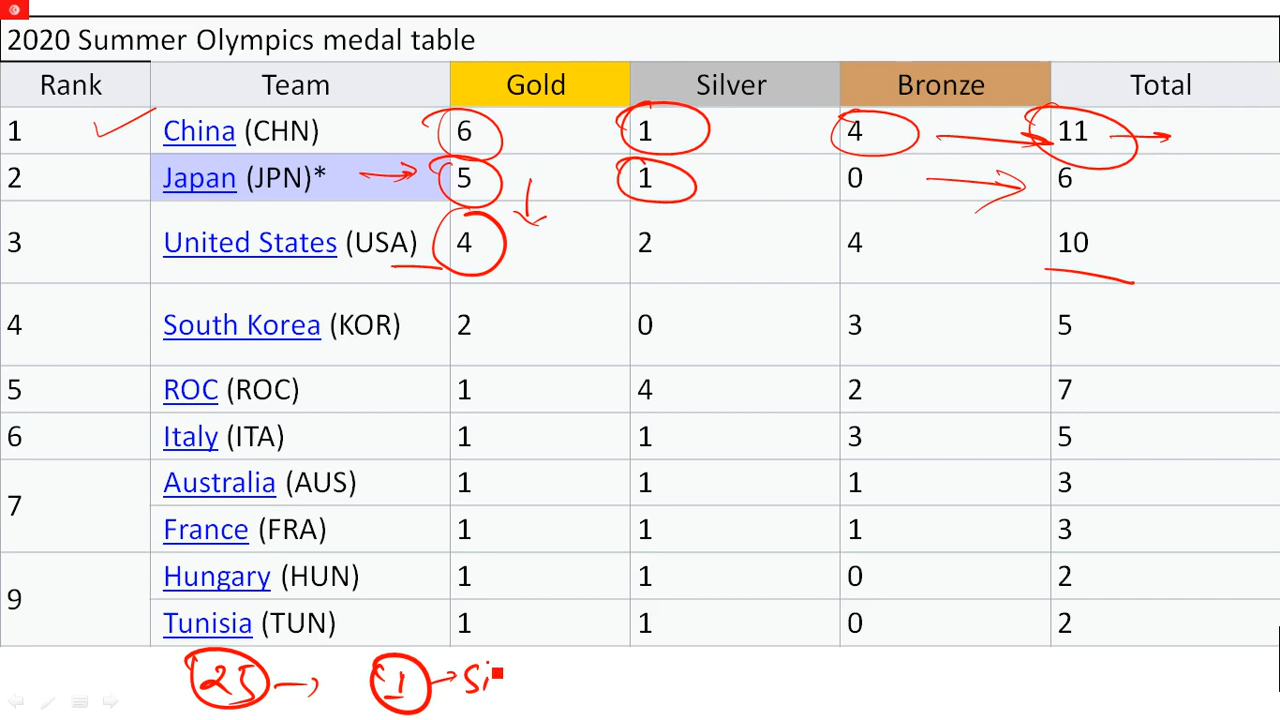 2020 Summer Olympics medal table
Rank Team Gold Silver Bronze Total
1 China (CHN) 6 1 4 11
2 Japan (JPN)* 5 1 0 6
3 United States (USA) 4 2 4 10
4 South Korea (KOR) 2 0 3 5
5 ROC (ROC) 1 4 2 7
6 Italy (ITA) 1 1 3 5
7 Australia (AUS) 1 1 1 3
France (FRA) 1 1 1 3
9 Hungary (HUN) 1 1 0 2
Tunisia (TUN) 1 1 0 2
25 → 1 → Si